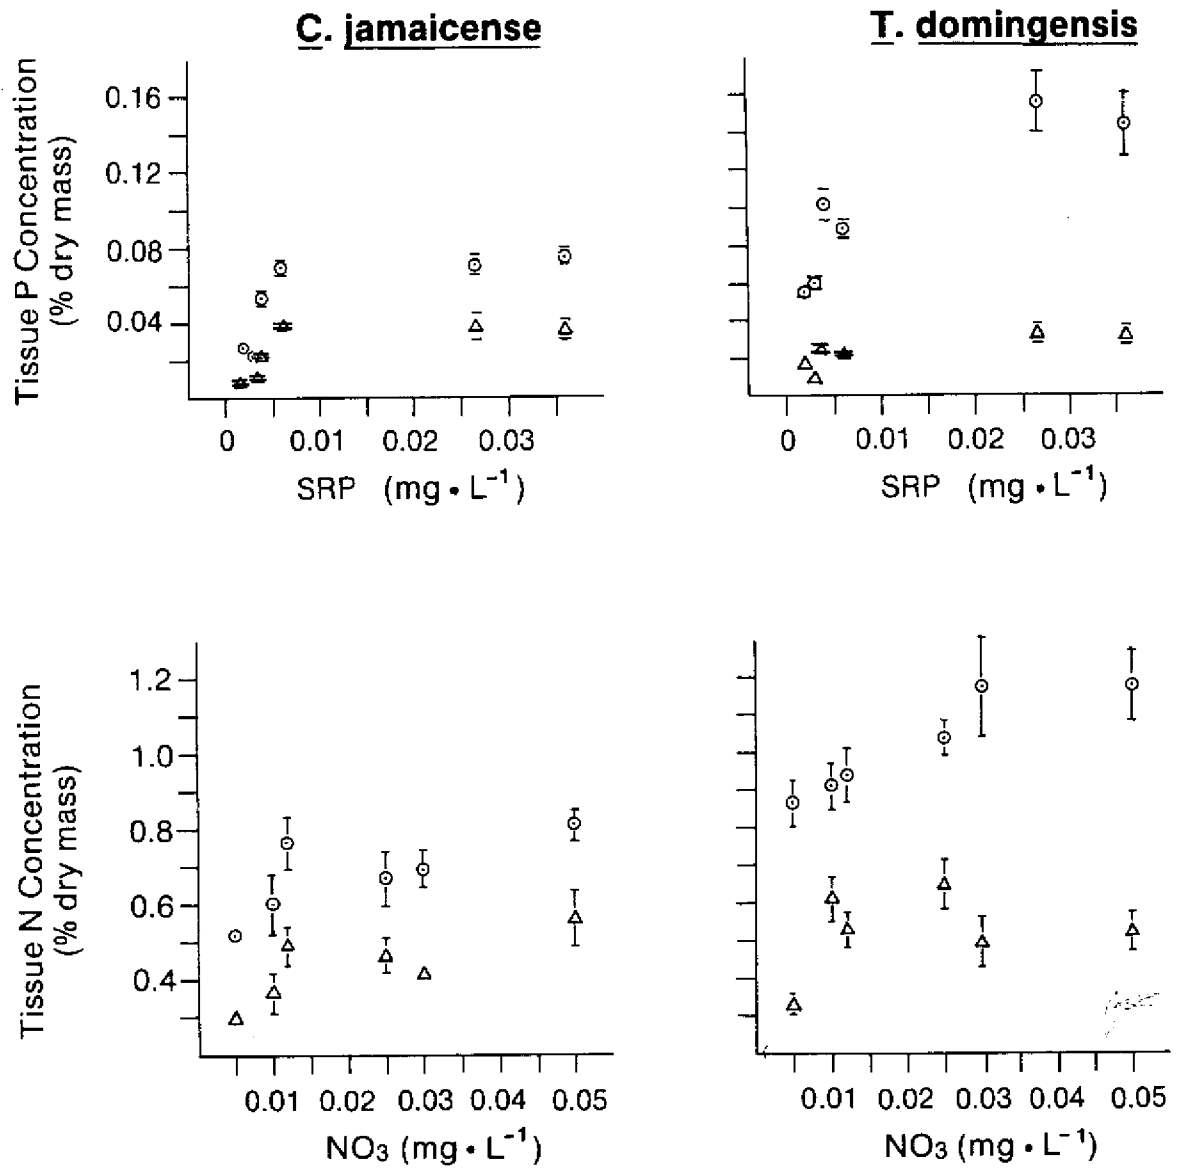 C. jamaicense
T. domingensis
Tissue P Concentration
(% dry mass)
0.16
0.12
0.08
0.04
0 0.01 0.02 0.03
SRP (mg • L⁻¹)
0 0.01 0.02 0.03
SRP (mg • L⁻¹)
Tissue N Concentration
(% dry mass)
1.2
1.0
0.8
0.6
0.4
0.01 0.02 0.03 0.04 0.05
NO₃ (mg • L⁻¹)
0.01 0.02 0.03 0.04 0.05
NO₃ (mg • L⁻¹)